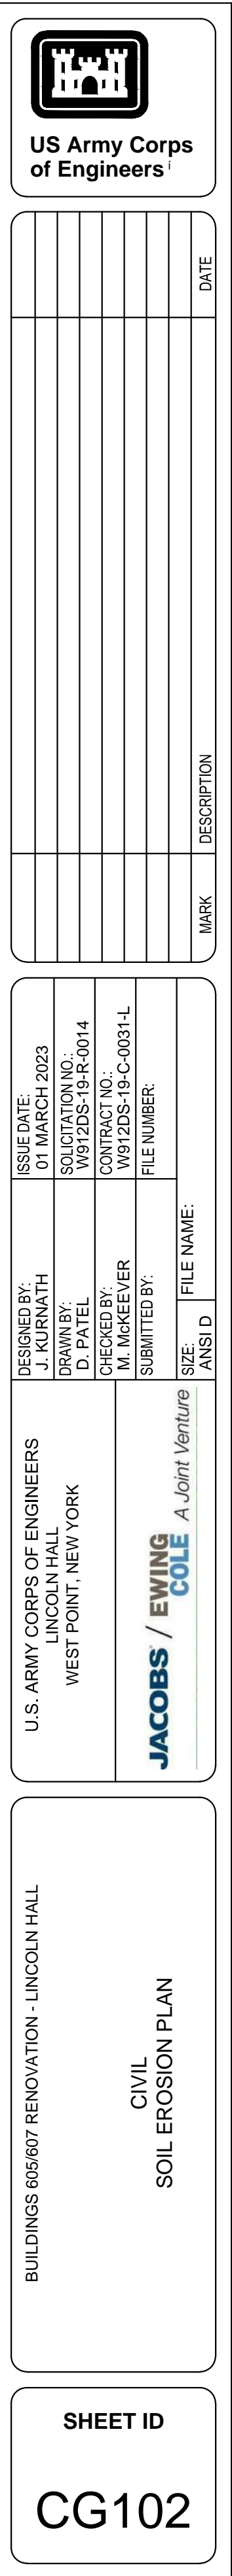 US Army Corps
of Engineers
DATE
DESCRIPTION
MARK
ISSUE DATE:
01 MARCH 2023
SOLICITATION NO.:
W912DS-19-R-0014
CONTRACT NO.:
W912DS-19-C-0031-L
FILE NUMBER:
DESIGNED BY:
J. KURNATH
DRAWN BY:
D. PATEL
CHECKED BY:
M. McKEEVER
SUBMITTED BY:
FILE NAME:
SIZE:
ANSI D
U.S. ARMY CORPS OF ENGINEERS
LINCOLN HALL
WEST POINT, NEW YORK
JACOBS / EWING COLE A Joint Venture
BUILDINGS 605/607 RENOVATION - LINCOLN HALL
CIVIL
SOIL EROSION PLAN
SHEET ID
CG102